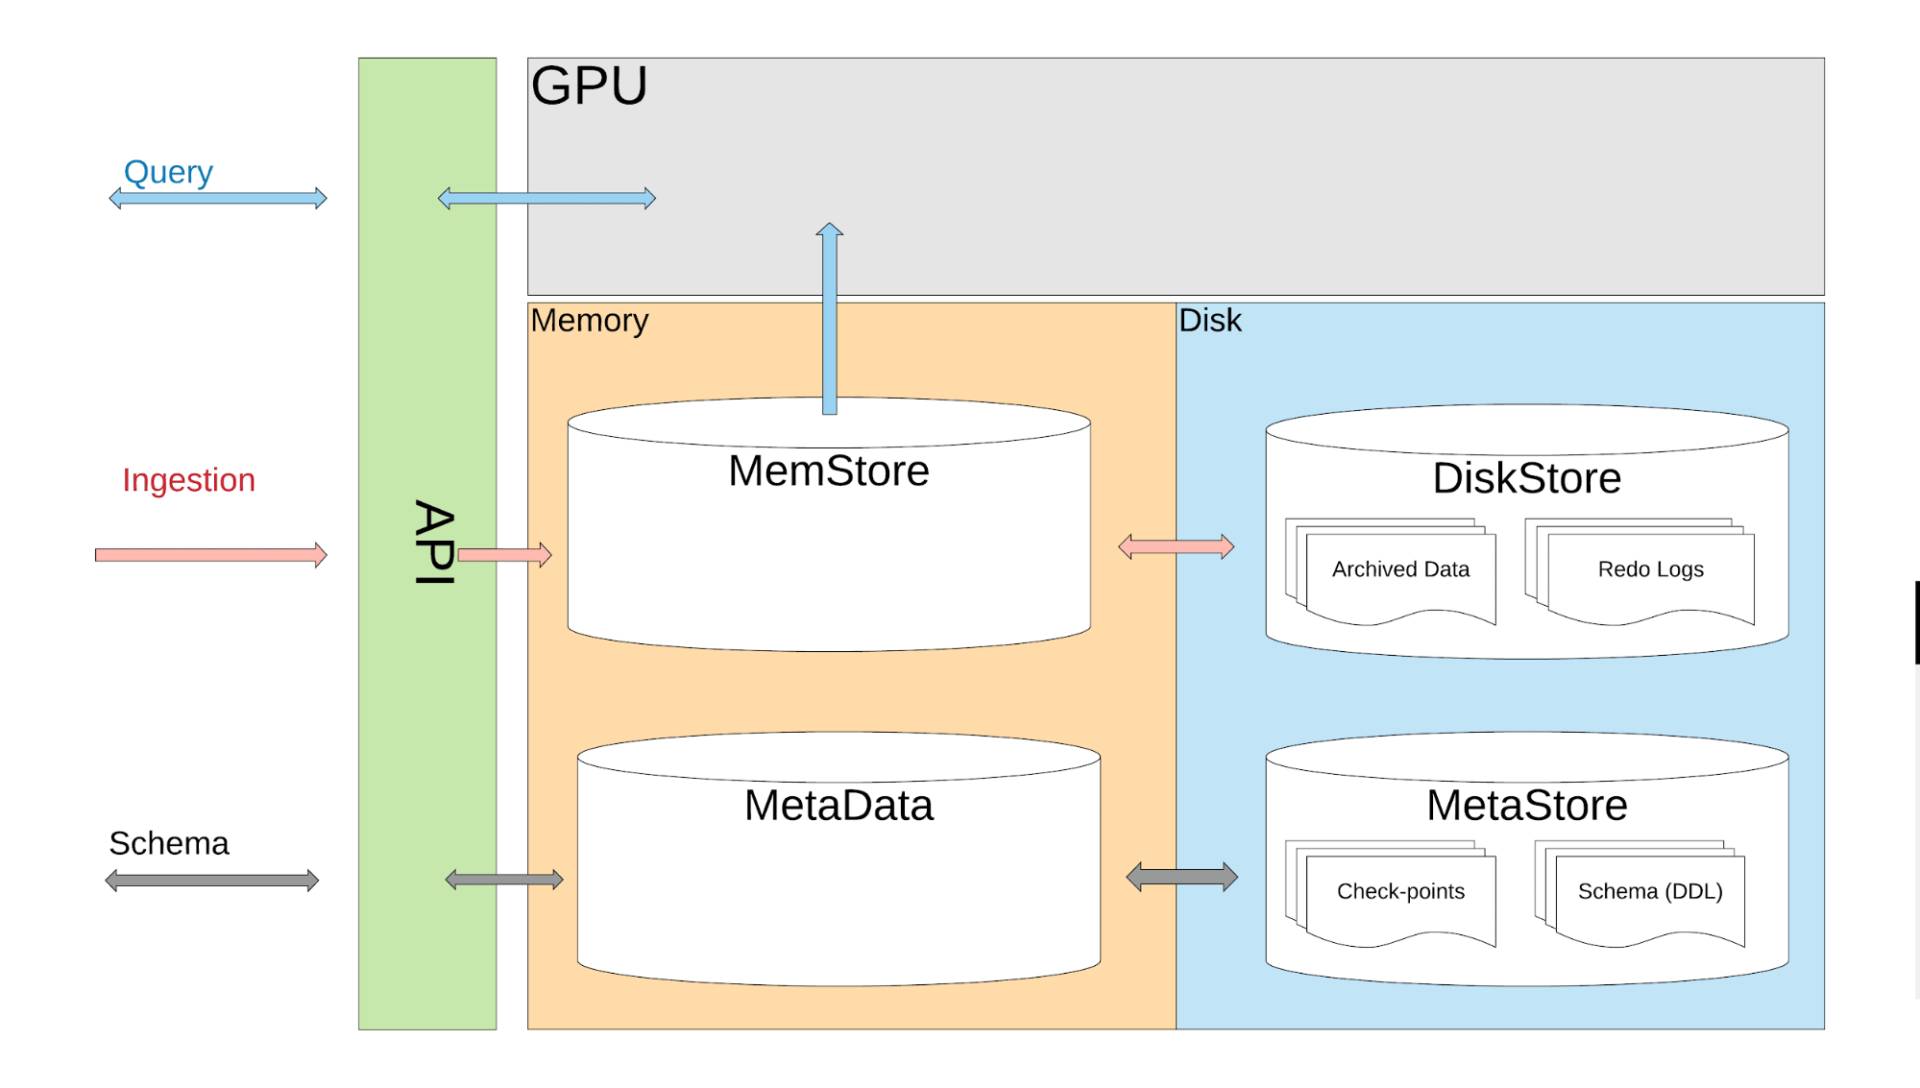 GPU
Query
Memory
Disk
MemStore
DiskStore
Ingestion
API
Archived Data
Redo Logs
MetaData
MetaStore
Schema
Check-points
Schema (DDL)